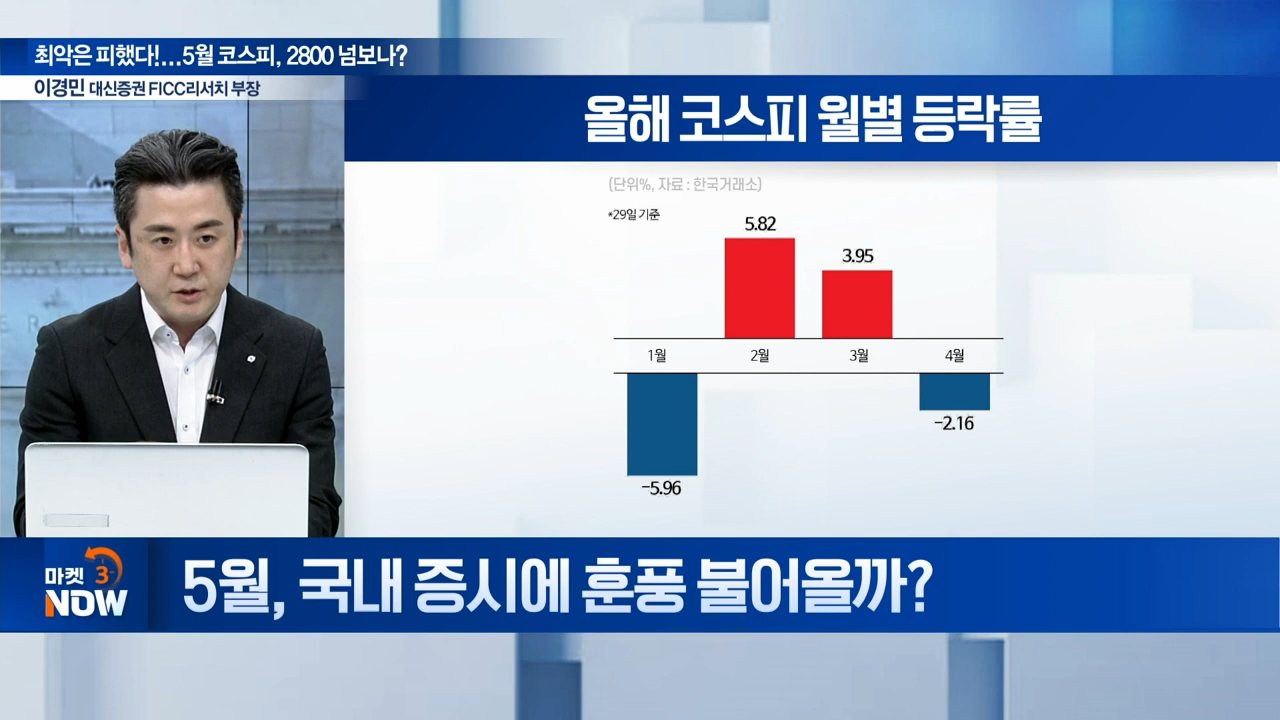 최악은 피했다!...5월 코스피, 2800 넘보나?
이경민 대신증권 FICC리서치 부장
올해 코스피 월별 등락률
(단위%, 자료 : 한국거래소)
*29일 기준
5.82
3.95
1월 2월 3월 4월
-2.16
-5.96
마켓 3
NOW
5월, 국내 증시에 훈풍 불어올까?